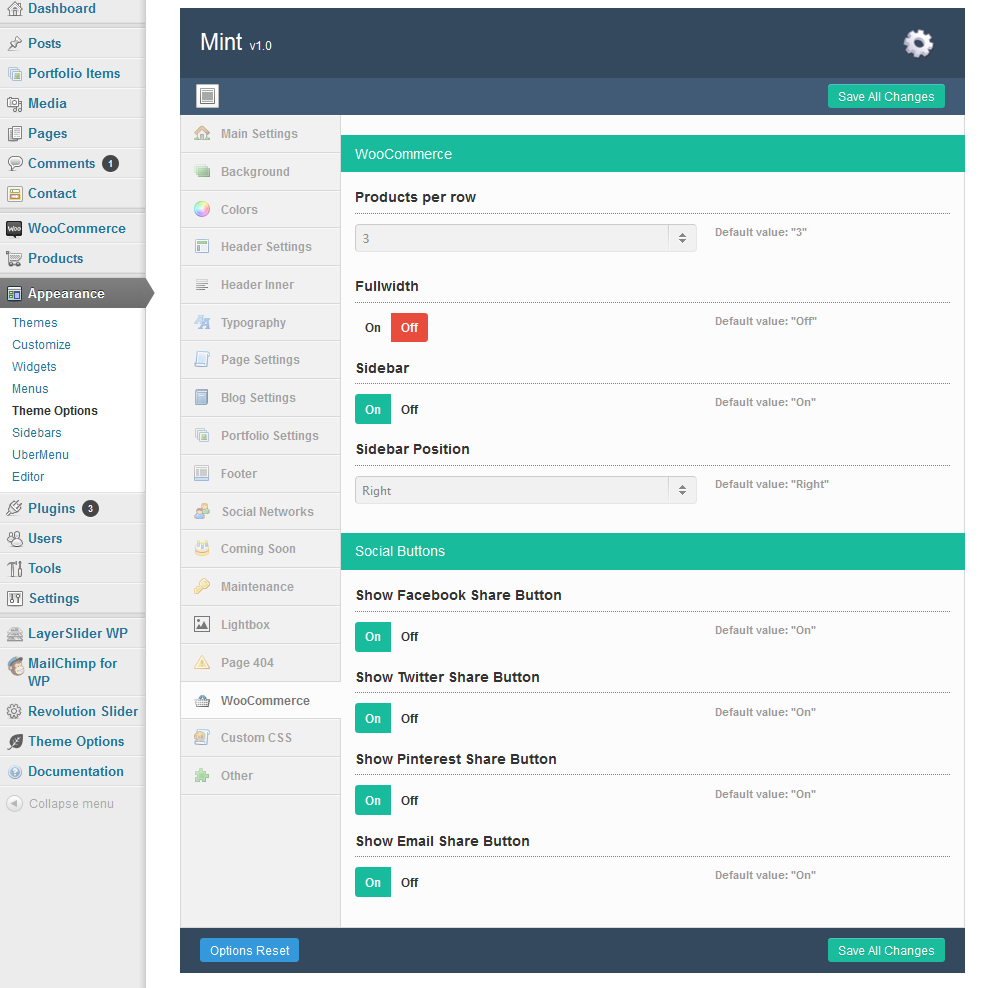 Dashboard
Posts
Portfolio Items
Media
Pages
Comments 1
Contact
Woo WooCommerce
Products
Appearance
Themes
Customize
Widgets
Menus
Theme Options
Sidebars
UberMenu
Editor
Plugins 3
Users
Tools
Settings
LayerSlider WP
MailChimp for
WP
Revolution Slider
Theme Options
Documentation
Collapse menu
Mint v1.0
Save All Changes
Main Settings
Background
Colors
Header Settings
Header Inner
Typography
Page Settings
Blog Settings
Portfolio Settings
Footer
Social Networks
Coming Soon
Maintenance
Lightbox
Page 404
WooCommerce
Custom CSS
Other
WooCommerce
Products per row
3
Default value: "3"
Fullwidth
On Off
Default value: "Off"
Sidebar
On Off
Default value: "On"
Sidebar Position
Right
Default value: "Right"
Social Buttons
Show Facebook Share Button
On Off
Default value: "On"
Show Twitter Share Button
On Off
Default value: "On"
Show Pinterest Share Button
On Off
Default value: "On"
Show Email Share Button
On Off
Default value: "On"
Options Reset
Save All Changes